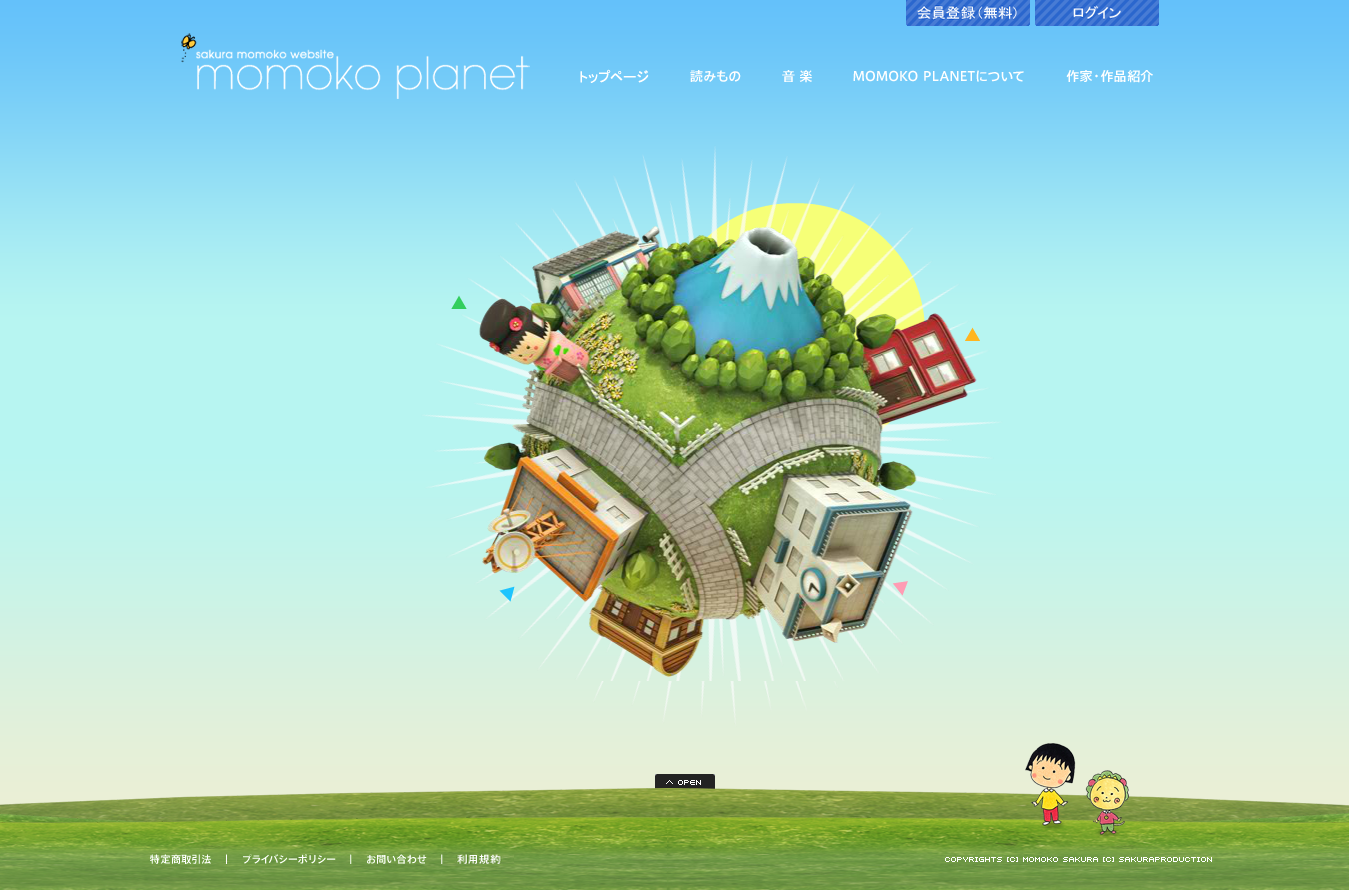 会員登録(無料)
ログイン
sakura momoko website
momoko planet
トップページ
読みもの
音 楽
MOMOKO PLANETについて
作家・作品紹介
OPEN
特定商取引法 | プライバシーポリシー | お問い合わせ | 利用規約
COPYRIGHTS (C) MOMOKO SAKURA (C) SAKURAPRODUCTION